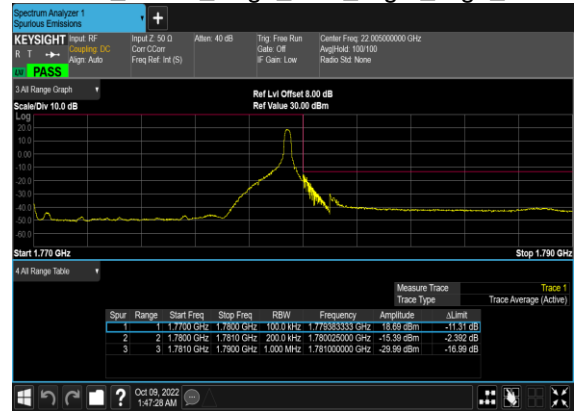 Spectrum Analyzer 1
Spurious Emissions
KEYSIGHT Input: RF Input Z: 50 Ω Atten: 40 dB Trig: Free Run Center Freq: 22.005000000 GHz
R T Coupling: DC Corr CCorr Gate: Off Avg|Hold: 100/100
Align: Auto Freq Ref: Int (S) IF Gain: Low Radio Std: None
PASS
3 All Range Graph
Ref Lvl Offset 8.00 dB
Scale/Div 10.0 dB Ref Value 30.00 dBm
Log
20.0
10.0
0.00
-10.0
-20.0
-30.0
-40.0
-50.0
-60.0
Start 1.770 GHz Stop 1.790 GHz
4 All Range Table
Measure Trace Trace 1
Trace Type Trace Average (Active)
Spur Range Start Freq Stop Freq RBW Frequency Amplitude ΔLimit
1 1 1.7700 GHz 1.7800 GHz 100.0 kHz 1.779383333 GHz 18.69 dBm -11.31 dB
2 2 1.7800 GHz 1.7810 GHz 200.0 kHz 1.780025000 GHz -15.39 dBm -2.392 dB
3 3 1.7810 GHz 1.7900 GHz 1.000 MHz 1.781000000 GHz -29.99 dBm -16.99 dB
Oct 09, 2022
1:47:28 AM